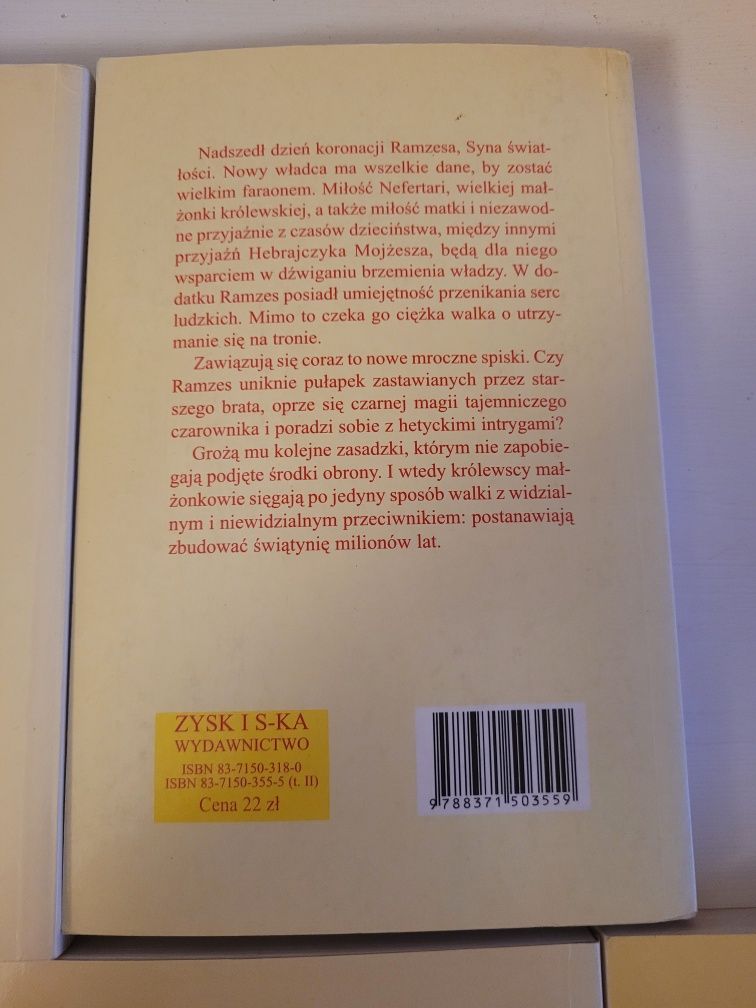 Nadszedł dzień koronacji Ramzesa, Syna świat-
łości. Nowy władca ma wszelkie dane, by zostać
wielkim faraonem. Miłość Nefertari, wielkiej mał-
żonki królewskiej, a także miłość matki i niezawod-
ne przyjaźnie z czasów dzieciństwa, między innymi
przyjaźń Hebrajczyka Mojżesza, będą dla niego
wsparciem w dźwiganiu brzemienia władzy. W do-
datku Ramzes posiadł umiejętność przenikania serc
ludzkich. Mimo to czeka go ciężka walka o utrzy-
manie się na tronie.
Zawiązują się coraz to nowe mroczne spiski. Czy
Ramzes uniknie pułapek zastawianych przez star-
szego brata, oprze się czarnej magii tajemniczego
czarownika i poradzi sobie z hetyckimi intrygami?
Grożą mu kolejne zasadzki, którym nie zapobie-
gają podjęte środki obrony. I wtedy królewscy mał-
żonkowie sięgają po jedyny sposób walki z widzial-
nym i niewidzialnym przeciwnikiem: postanawiają
zbudować świątynię milionów lat.
ZYSK I S-KA
WYDAWNICTWO
ISBN 83-7150-318-0
ISBN 83-7150-355-5 (t. II)
Cena 22 zł
9 788371 503559